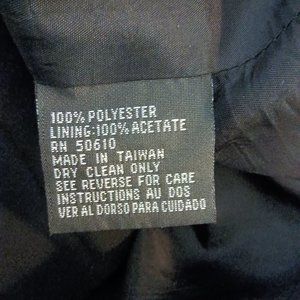 100% POLYESTER
LINING:100% ACETATE
RN 50610
MADE IN TAIWAN
DRY CLEAN ONLY
SEE REVERSE FOR CARE
INSTRUCTIONS AU DOS
VER AL DORSO PARA CUIDADO